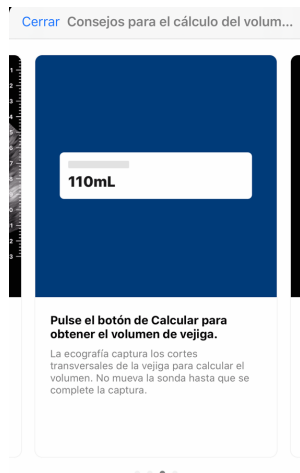 Cerrar Consejos para el cálculo del volum...
110mL
Pulse el botón de Calcular para
obtener el volumen de vejiga.
La ecografía captura los cortes
transversales de la vejiga para calcular el
volumen. No mueva la sonda hasta que se
complete la captura.